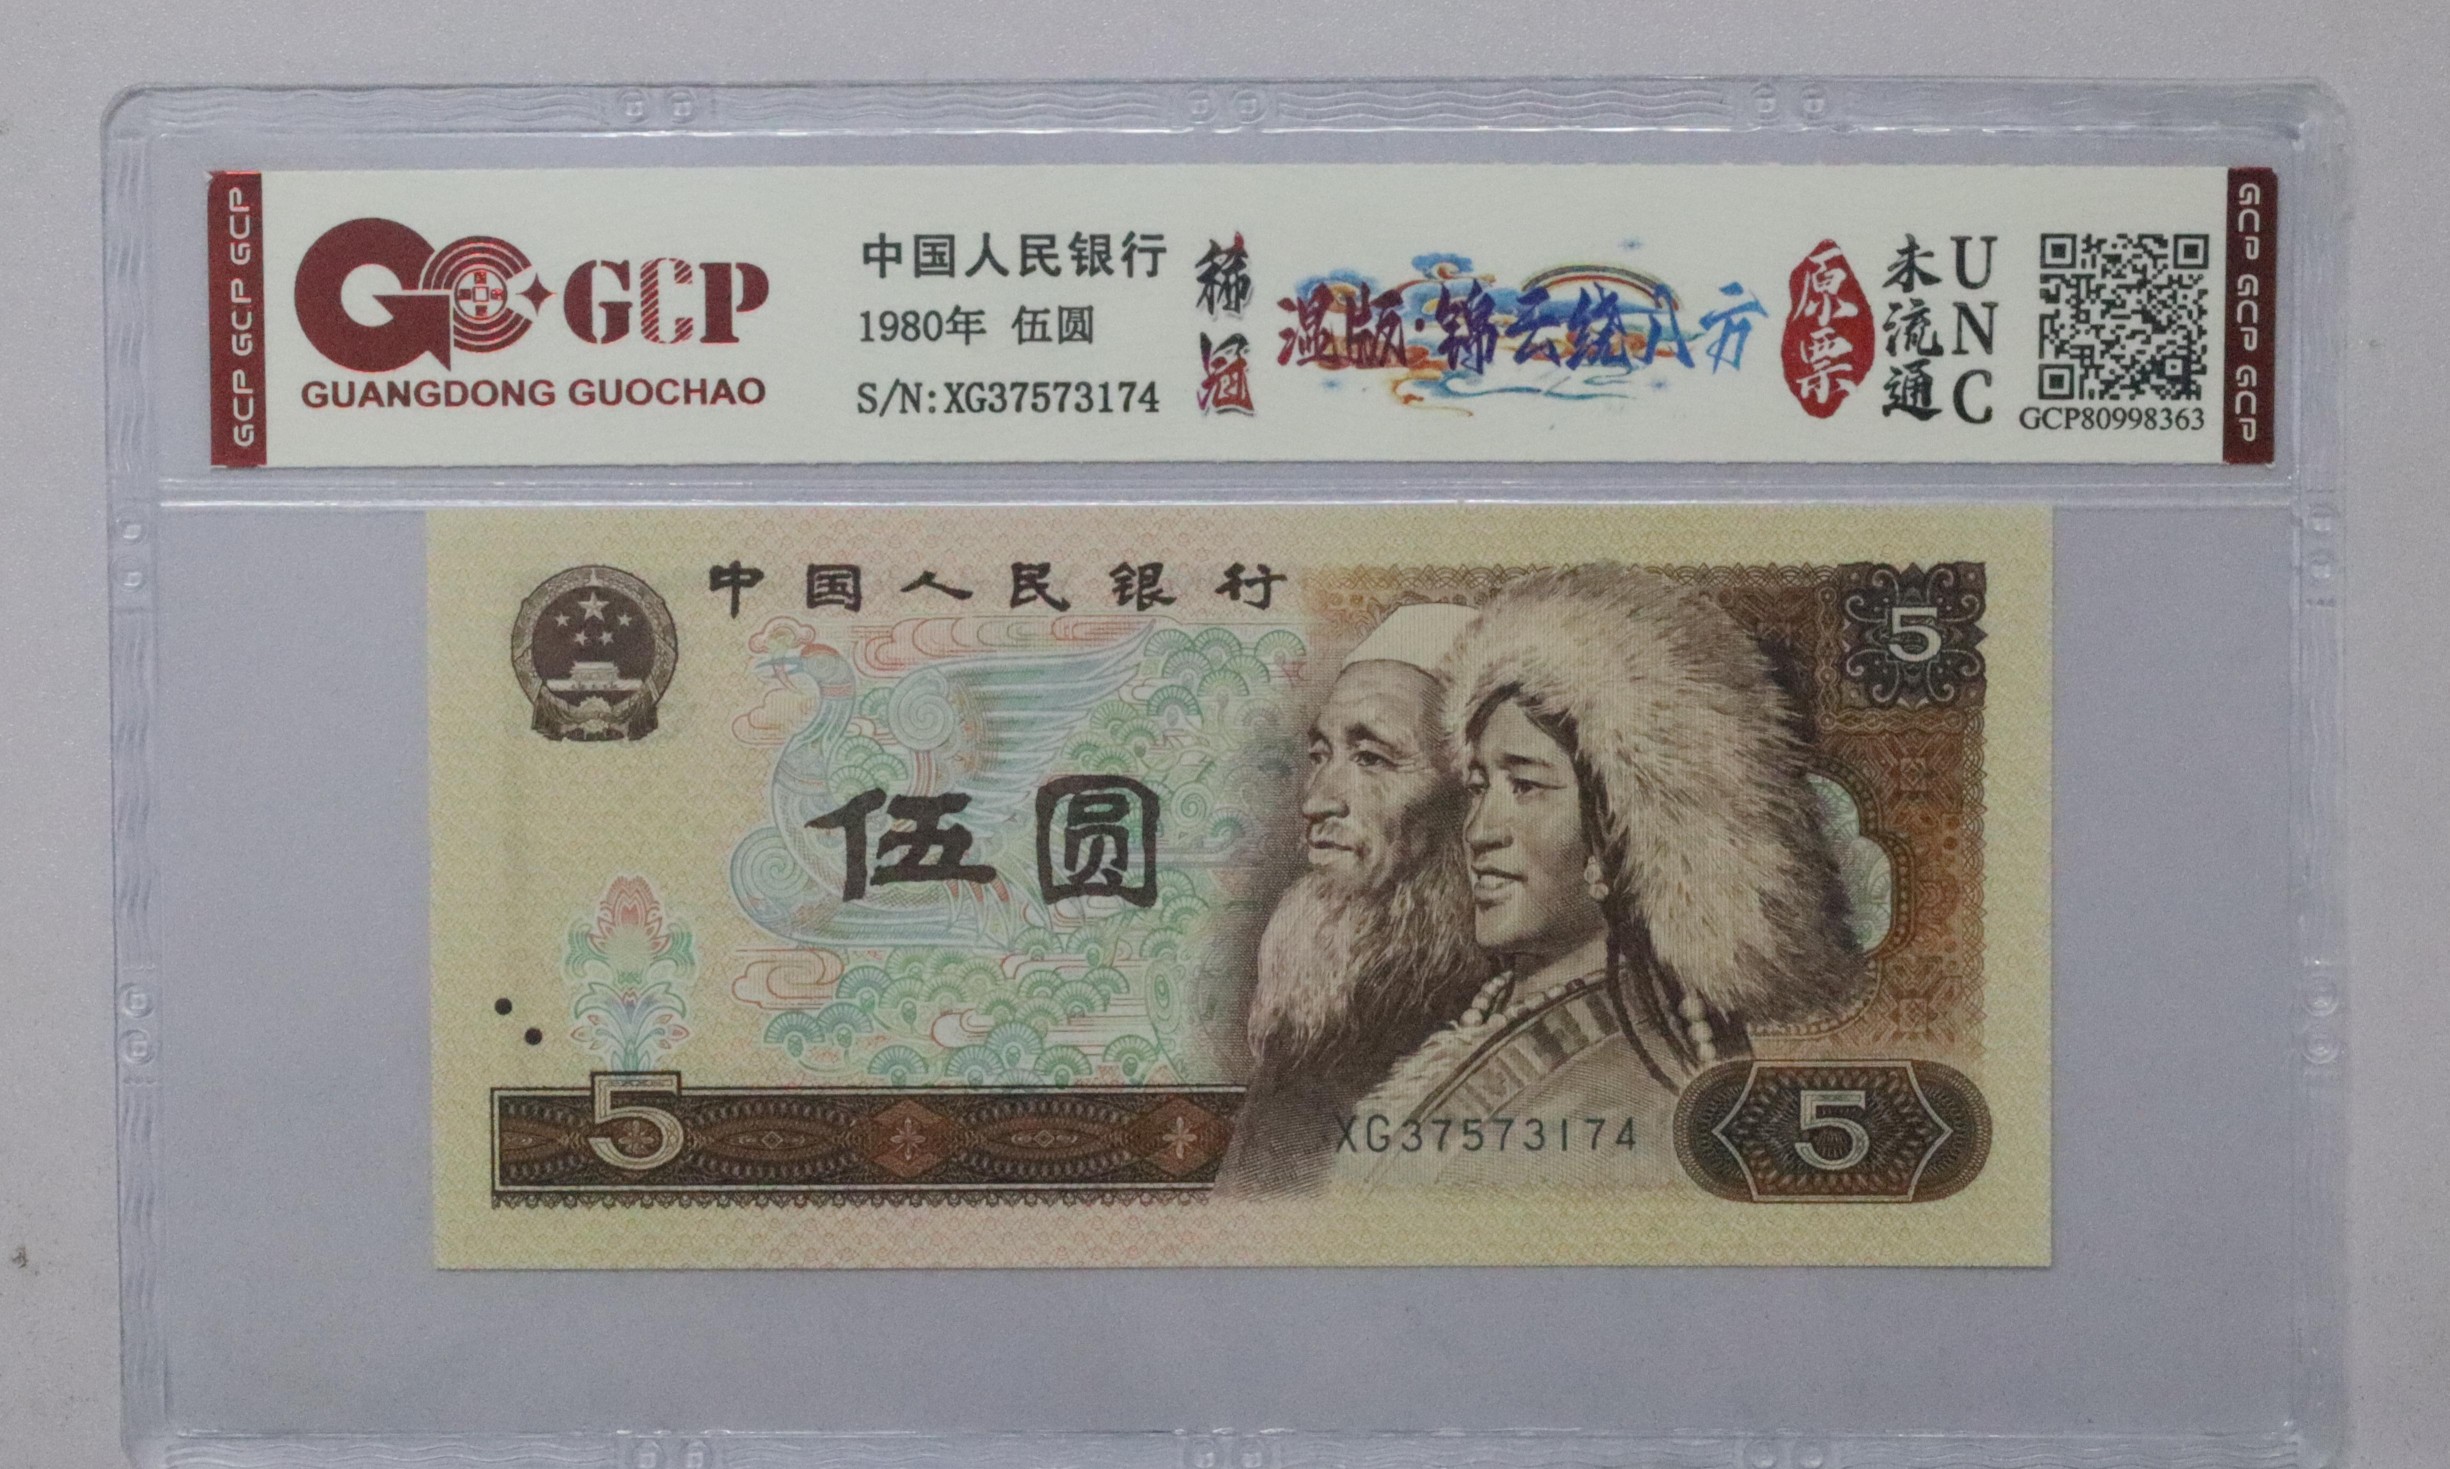 GCP GCP GCP
GCP
GUANGDONG GUOCHAO
中国人民银行
1980年 伍圆
S/N:XG37573174
稀冠
温版·锦云绕八方
原票
未流通
UNC
GCP80998363
GCP GCP GCP GCP
中国人民银行
5
伍圆
5
XG37573174
5